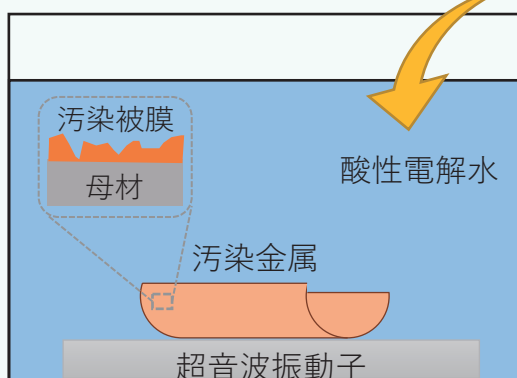 汚染被膜
母材
酸性電解水
汚染金属
超音波振動子